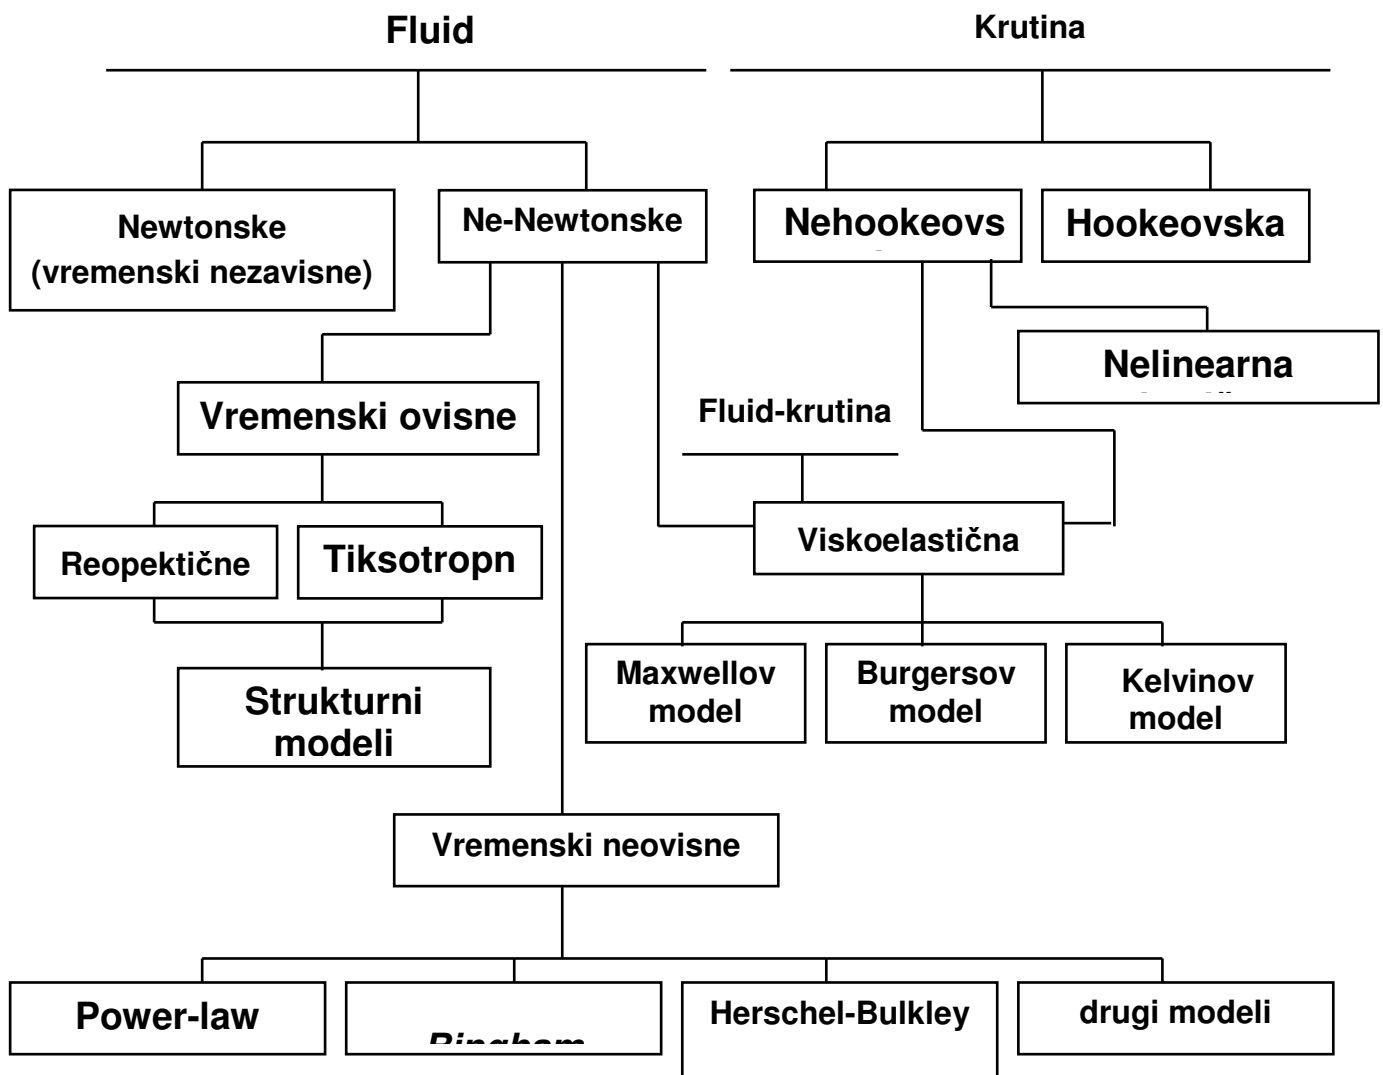 Fluid
Krutina
Newtonske
(vremenski nezavisne)
Ne-Newtonske
Nehookeovs
Hookeovska
Nelinearna
Vremenski ovisne
Fluid-krutina
Reopektične
Tiksotropn
Viskoelastična
Strukturni
modeli
Maxwellov
model
Burgersov
model
Kelvinov
model
Vremenski neovisne
Power-law
Bingham
Herschel-Bulkley
drugi modeli